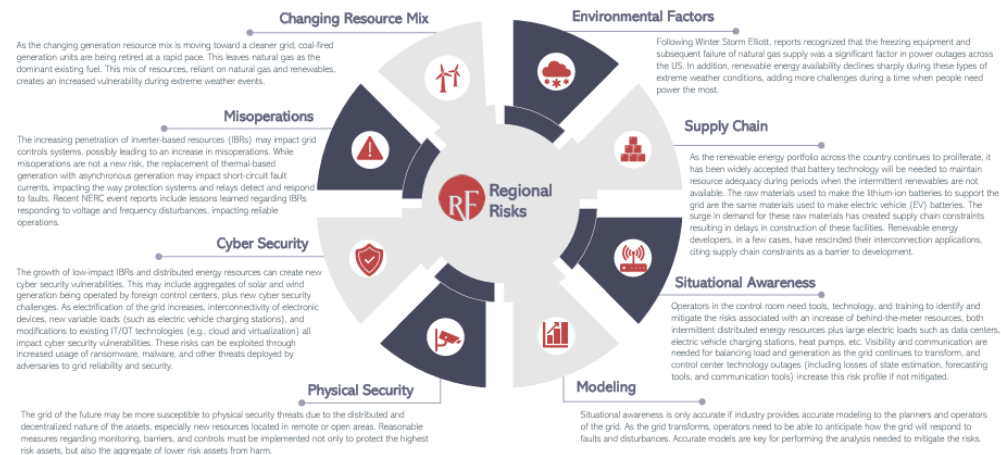 Changing Resource Mix
As the changing generation resource mix is moving toward a cleaner grid, coal-fired
generation units are being retired at a rapid pace. This leaves natural gas as the
dominant existing fuel. This mix of resources, reliant on natural gas and renewables,
creates an increased vulnerability during extreme weather events.
Misoperations
The increasing penetration of inverter-based resources (IBRs) may impact grid
controls systems, possibly leading to an increase in misoperations. While
misoperations are not a new risk, the replacement of thermal-based
generation with asynchronous generation may impact short-circuit fault
currents, impacting the way protection systems and relays detect and respond
to faults. Recent NERC event reports include lessons learned regarding IBRs
responding to voltage and frequency disturbances, impacting reliable
operations.
Cyber Security
The growth of low-impact IBRs and distributed energy resources can create new
cyber security vulnerabilities. This may include aggregates of solar and wind
generation being operated by foreign control centers, plus new cyber security
challenges. As electrification of the grid increases, interconnectivity of electronic
devices, new variable loads (such as electric vehicle charging stations), and
modifications to existing IT/OT technologies (e.g., cloud and virtualization) all
impact cyber security vulnerabilities. These risks can be exploited through
increased usage of ransomware, malware, and other threats deployed by
adversaries to grid reliability and security.
Physical Security
The grid of the future may be more susceptible to physical security threats due to the distributed and
decentralized nature of the assets, especially new resources located in remote or open areas. Reasonable
measures regarding monitoring, barriers, and controls must be implemented not only to protect the highest
risk assets, but also the aggregate of lower risk assets from harm.
RF
Regional
Risks
Environmental Factors
Following Winter Storm Elliott, reports recognized that the freezing equipment and
subsequent failure of natural gas supply was a significant factor in power outages across
the US. In addition, renewable energy availability declines sharply during these types of
extreme weather conditions, adding more challenges during a time when people need
power the most.
Supply Chain
As the renewable energy portfolio across the country continues to proliferate, it
has been widely accepted that battery technology will be needed to maintain
resource adequacy during periods when the intermittent renewables are not
available. The raw materials used to make the lithium-ion batteries to support the
grid are the same materials used to make electric vehicle (EV) batteries. The
surge in demand for these raw materials has created supply chain constraints
resulting in delays in construction of these facilities. Renewable energy
developers, in a few cases, have rescinded their interconnection applications,
citing supply chain constraints as a barrier to development.
Situational Awareness
Operators in the control room need tools, technology, and training to identify and
mitigate the risks associated with an increase of behind-the-meter resources, both
intermittent distributed energy resources plus large electric loads such as data centers,
electric vehicle charging stations, heat pumps, etc. Visibility and communication are
needed for balancing load and generation as the grid continues to transform, and
control center technology outages (including losses of state estimation, forecasting
tools, and communication tools) increase this risk profile if not mitigated.
Modeling
Situational awareness is only accurate if industry provides accurate modeling to the planners and operators
of the grid. As the grid transforms, operators need to be able to anticipate how the grid will respond to
faults and disturbances. Accurate models are key for performing the analysis needed to mitigate the risks.